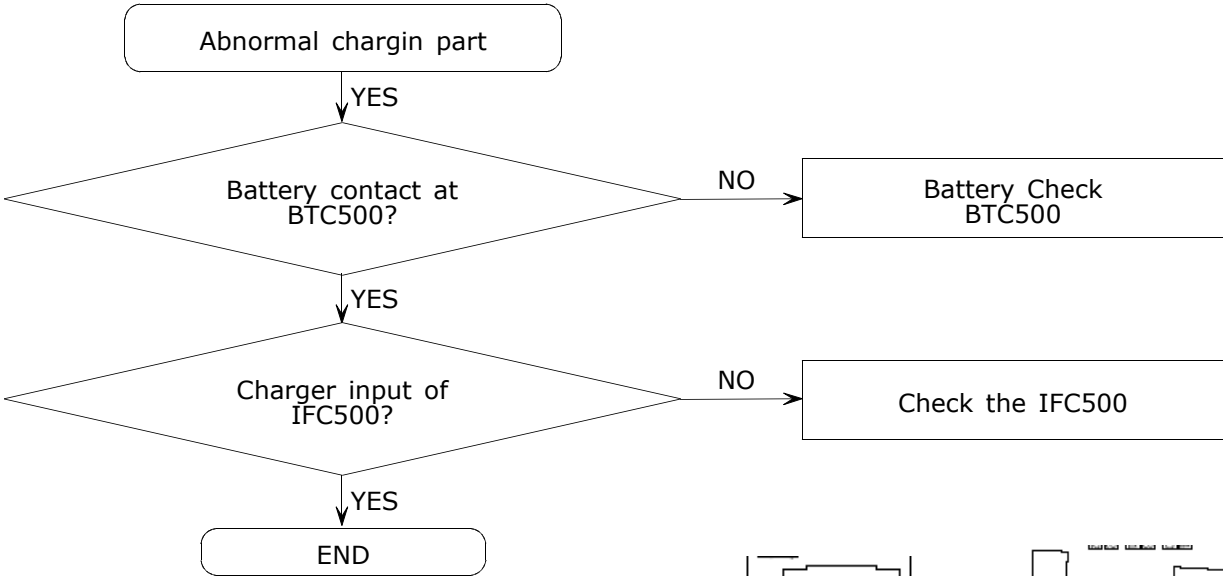 Abnormal chargin part
YES
Battery contact at
BTC500?
NO
Battery Check
BTC500
YES
Charger input of
IFC500?
NO
Check the IFC500
YES
END